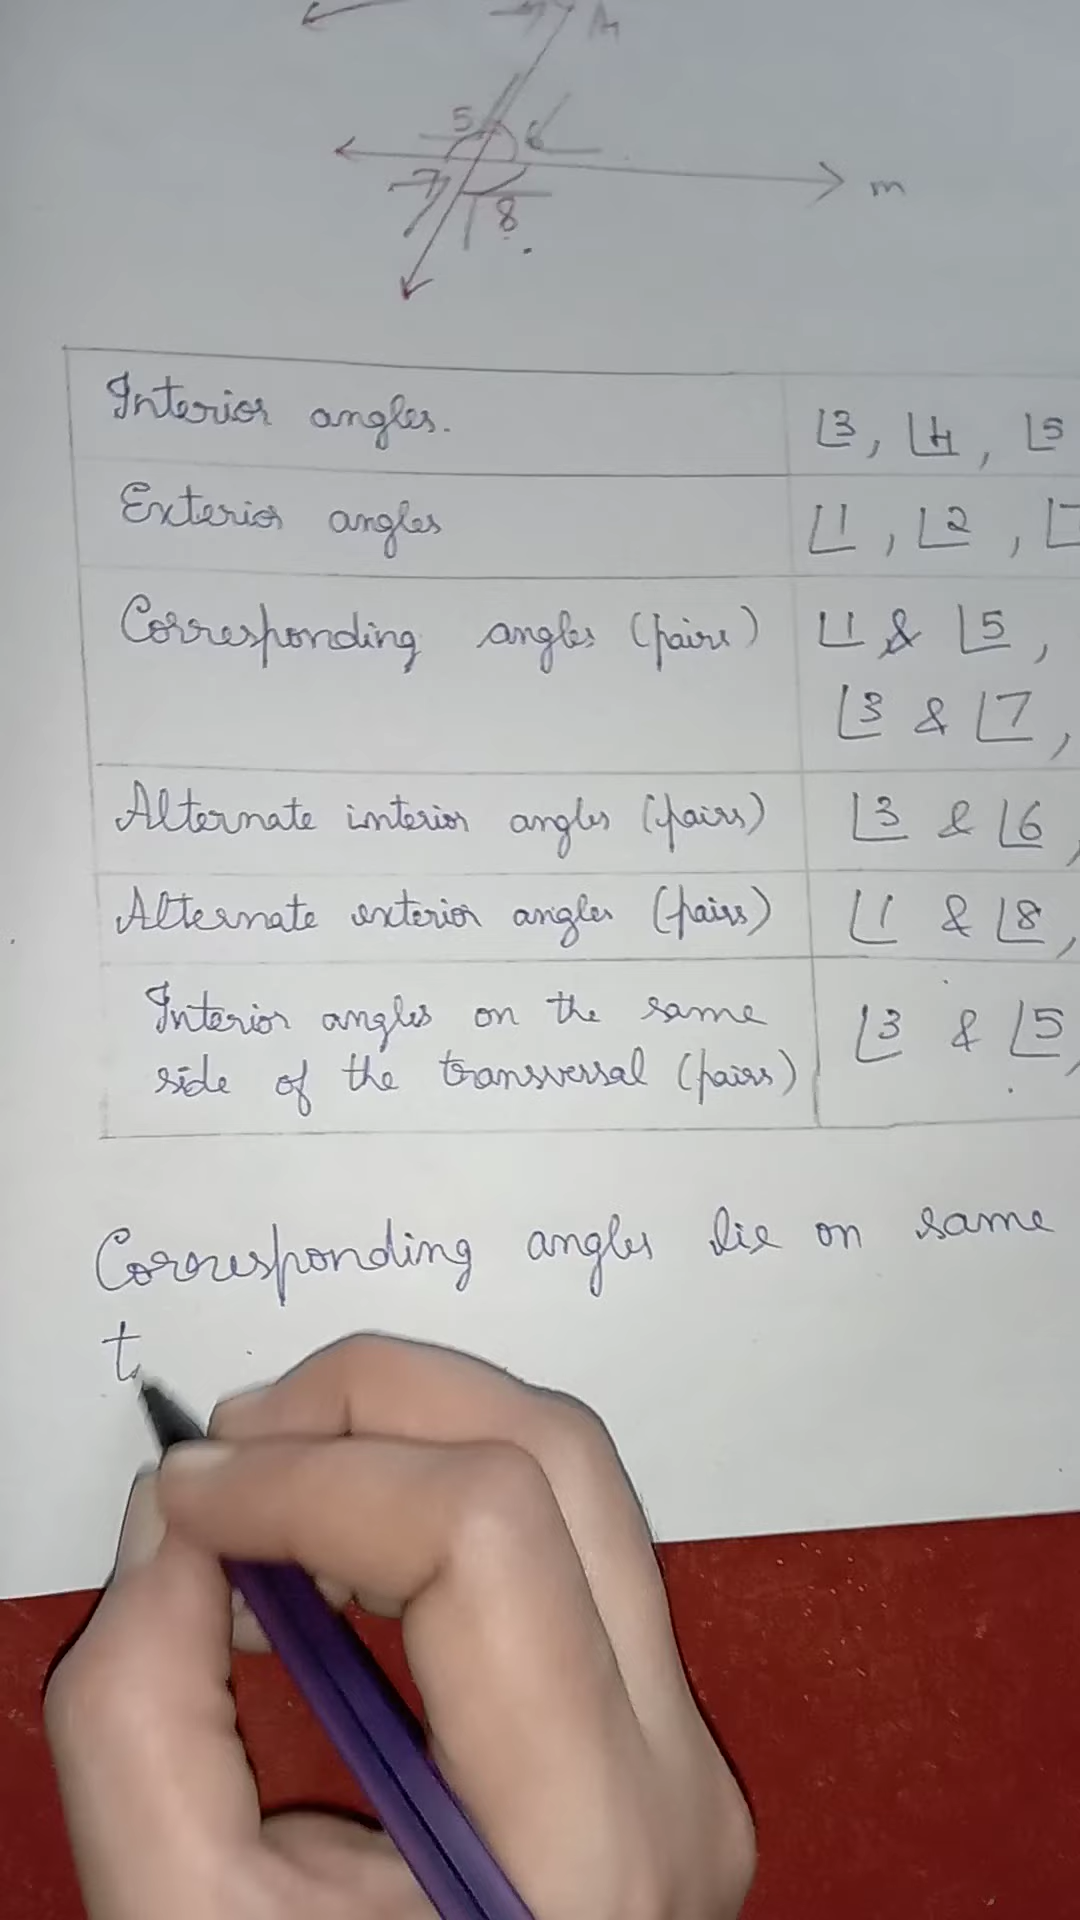 5 6
m
7 8
Interior angles. ∠3, ∠4, ∠5
Exterior angles ∠1, ∠2,
Corresponding angles (pairs) ∠1 & ∠5,
∠3 & ∠7,
Alternate interior angles (pairs) ∠3 & ∠6,
Alternate exterior angles (pairs) ∠1 & ∠8,
Interior angles on the same
side of the transversal (pairs) ∠3 & ∠5,
Corresponding angles lie on same
t